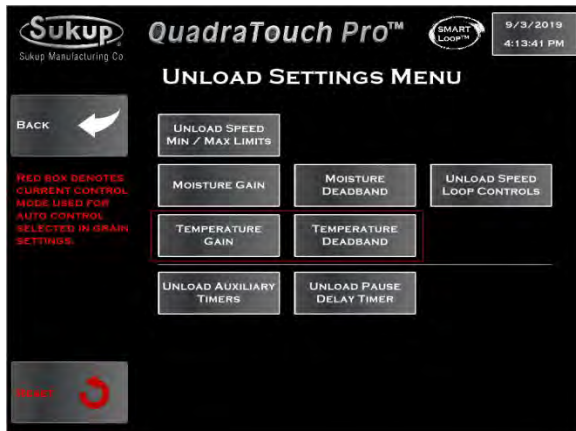 Sukup
Sukup Manufacturing Co
QuadraTouch Pro™
SMART
LOOP™
9/3/2019
4:13:41 PM
UNLOAD SETTINGS MENU
BACK
RED BOX DENOTES
CURRENT CONTROL
MODE USED FOR
AUTO CONTROL
SELECTED IN GRAIN
SETTINGS.
UNLOAD SPEED
MIN / MAX LIMITS
MOISTURE GAIN
MOISTURE
DEADBAND
UNLOAD SPEED
LOOP CONTROLS
TEMPERATURE
GAIN
TEMPERATURE
DEADBAND
UNLOAD AUXILIARY
TIMERS
UNLOAD PAUSE
DELAY TIMER
RESET